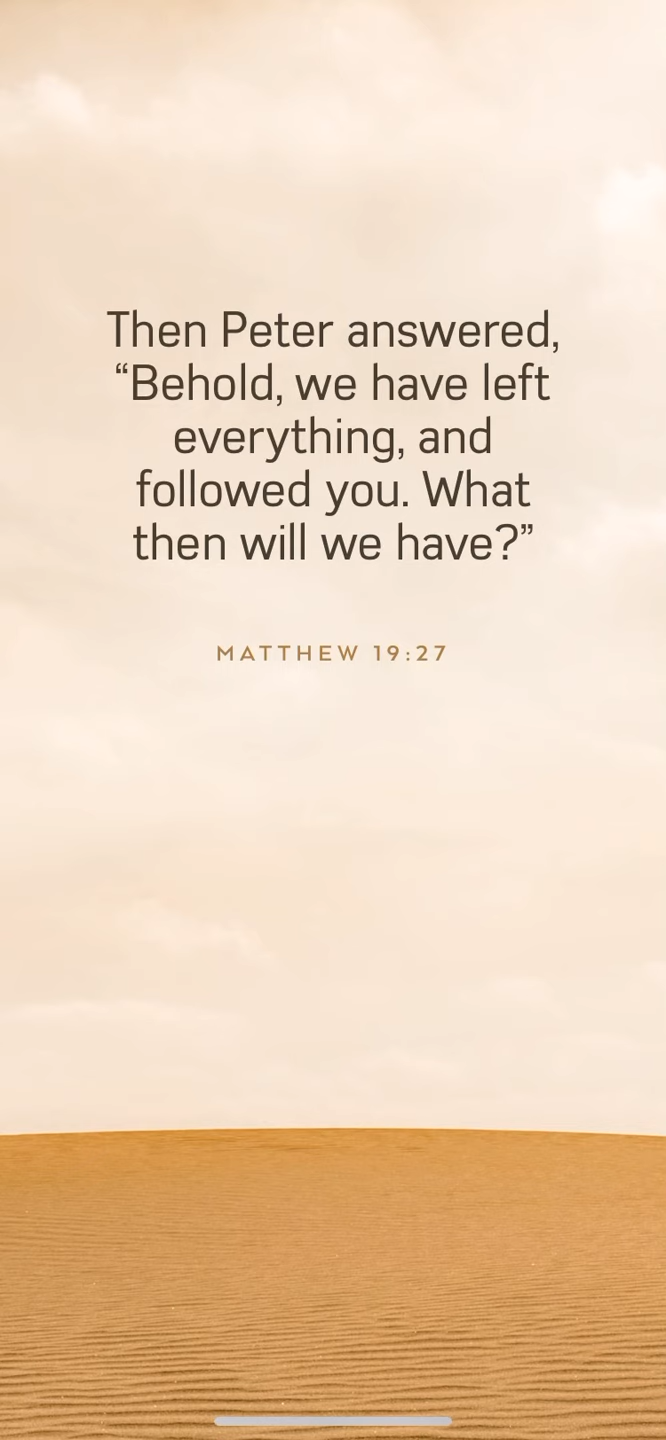 Then Peter answered,
“Behold, we have left
everything, and
followed you. What
then will we have?”
MATTHEW 19:27